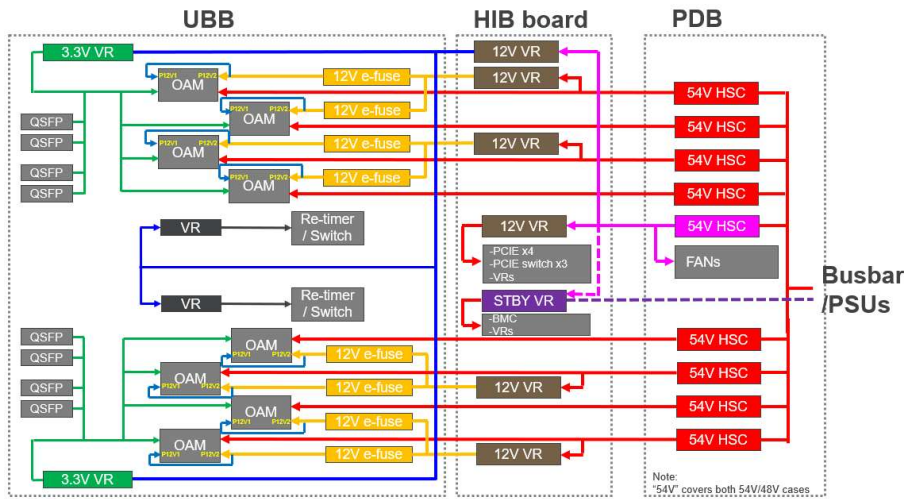 UBB
HIB board
PDB
3.3V VR
12V VR
P12V1
P12V2
OAM
12V e-fuse
12V VR
54V HSC
QSFP
P12V1
P12V2
OAM
12V e-fuse
54V HSC
QSFP
P12V1
P12V2
OAM
12V e-fuse
12V VR
54V HSC
QSFP
P12V1
P12V2
OAM
12V e-fuse
54V HSC
QSFP
VR
Re-timer
/ Switch
12V VR
54V HSC
-PCIE x4
-PCIE switch x3
-VRs
FANs
Busbar
/PSUs
VR
Re-timer
/ Switch
STBY VR
-BMC
-VRs
QSFP
OAM
P12V1
P12V2
12V e-fuse
54V HSC
QSFP
OAM
P12V1
P12V2
12V e-fuse
12V VR
54V HSC
QSFP
OAM
P12V1
P12V2
12V e-fuse
54V HSC
QSFP
OAM
P12V1
P12V2
12V e-fuse
12V VR
54V HSC
3.3V VR
Note:
"54V" covers both 54V/48V cases